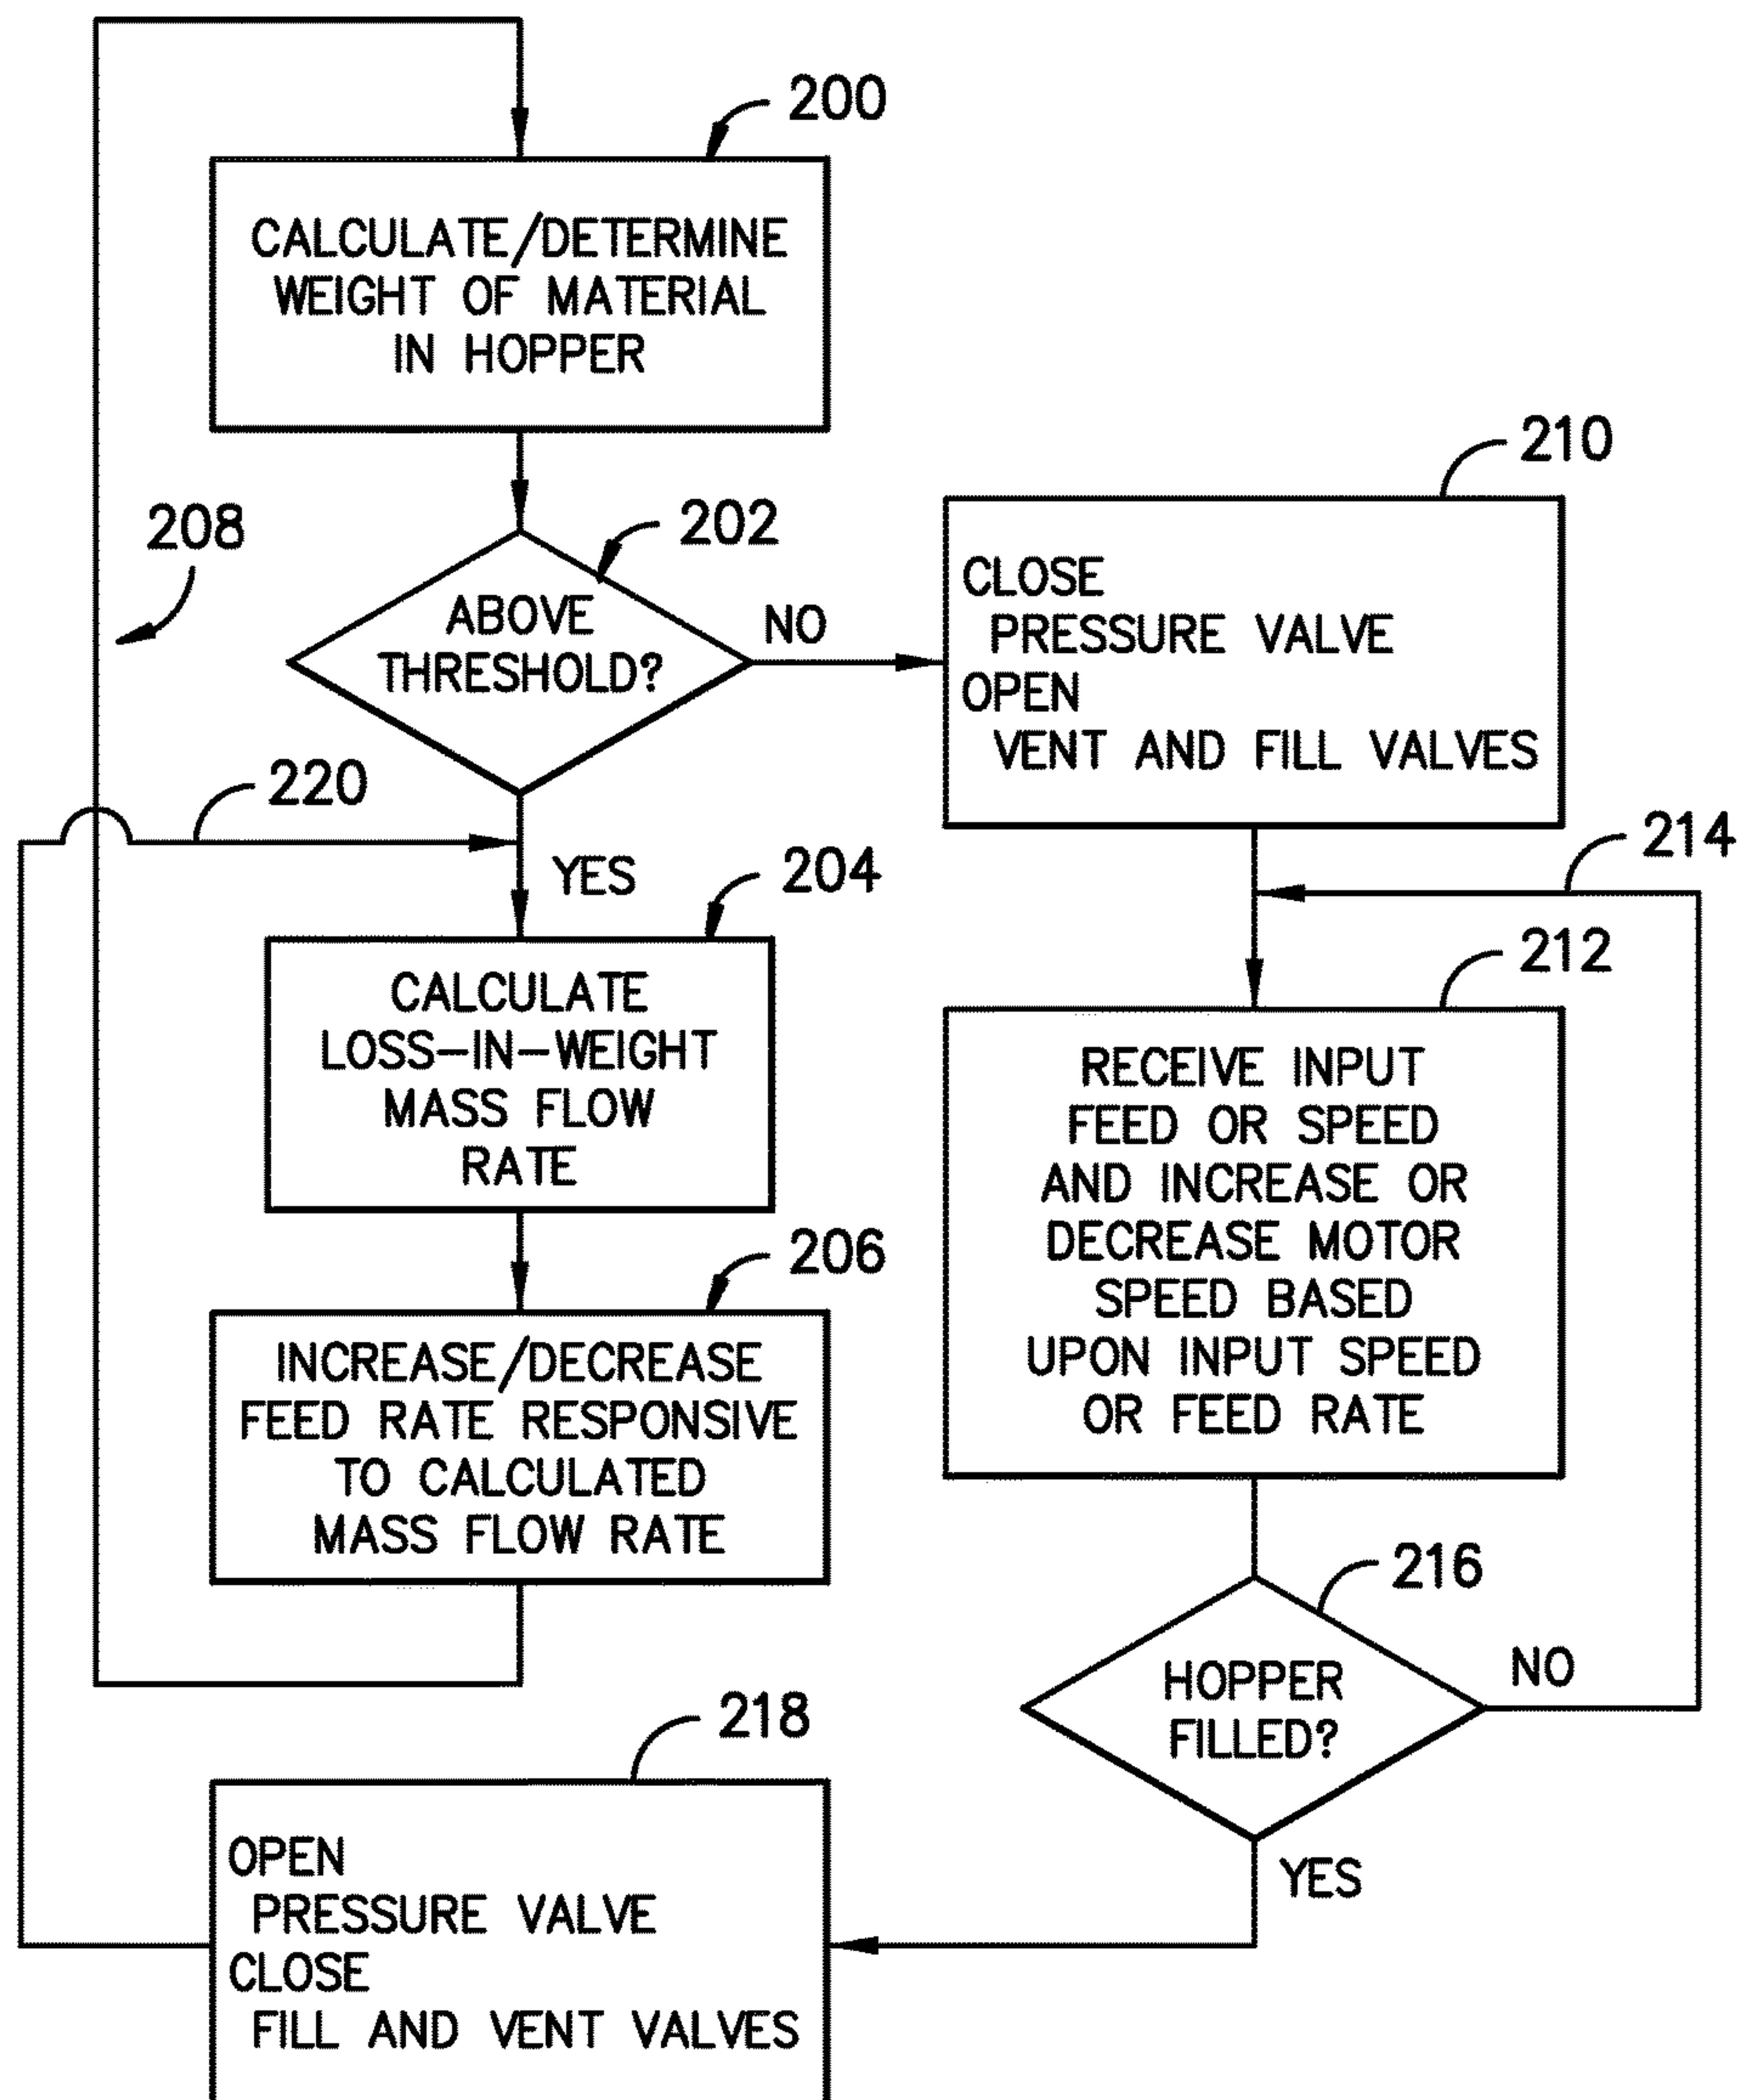 200
CALCULATE/DETERMINE
WEIGHT OF MATERIAL
IN HOPPER
208
202
ABOVE
THRESHOLD?
NO
210
CLOSE
PRESSURE VALVE
OPEN
VENT AND FILL VALVES
220
YES
204
CALCULATE
LOSS-IN-WEIGHT
MASS FLOW
RATE
206
INCREASE/DECREASE
FEED RATE RESPONSIVE
TO CALCULATED
MASS FLOW RATE
214
212
RECEIVE INPUT
FEED OR SPEED
AND INCREASE OR
DECREASE MOTOR
SPEED BASED
UPON INPUT SPEED
OR FEED RATE
216
HOPPER
FILLED?
NO
YES
218
OPEN
PRESSURE VALVE
CLOSE
FILL AND VENT VALVES